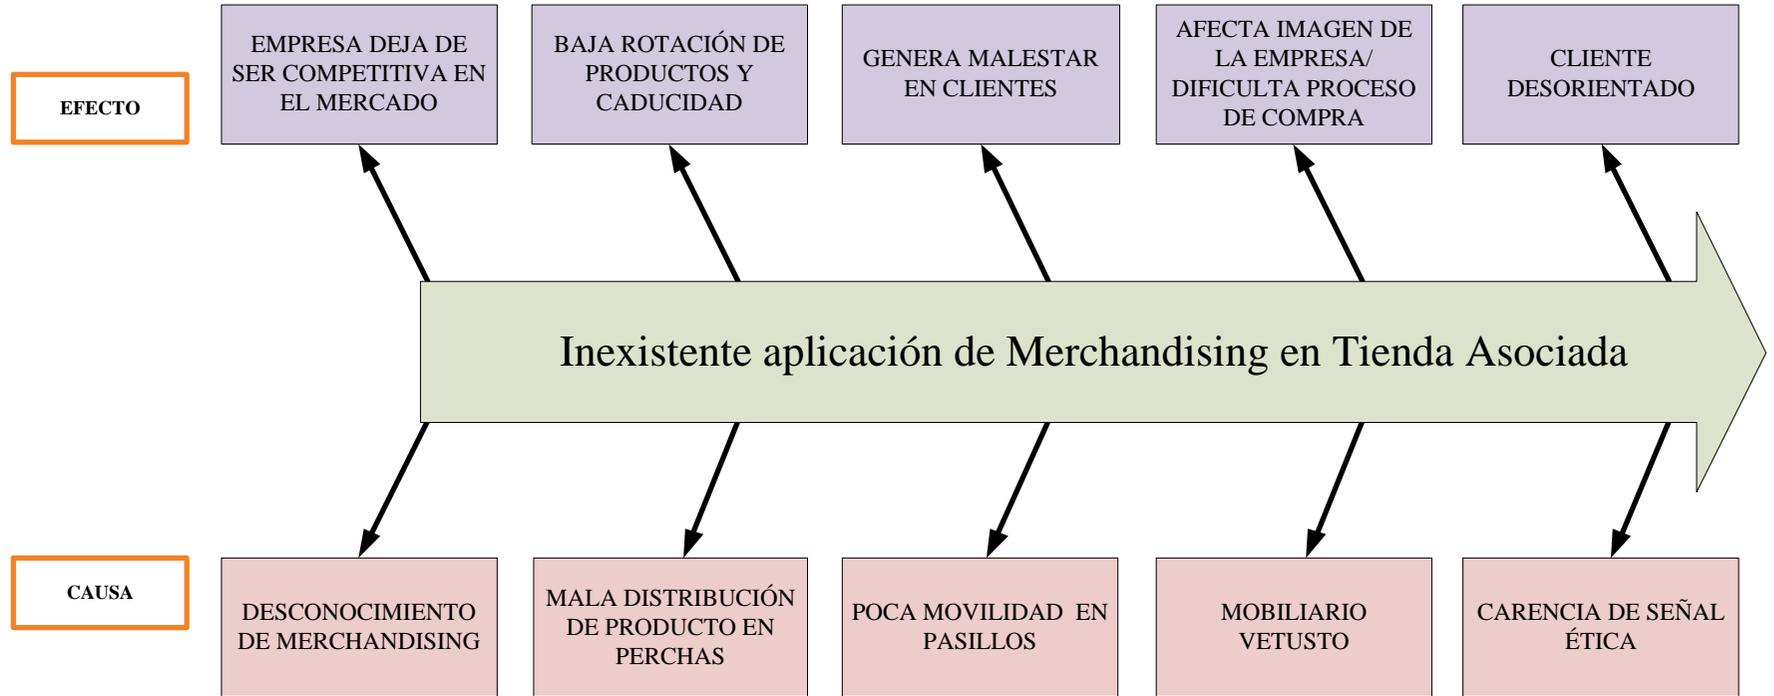 EFECTO
EMPRESA DEJA DE
SER COMPETITIVA EN
EL MERCADO
BAJA ROTACIÓN DE
PRODUCTOS Y
CADUCIDAD
GENERA MALESTAR
EN CLIENTES
AFECTA IMAGEN DE
LA EMPRESA/
DIFICULTA PROCESO
DE COMPRA
CLIENTE
DESORIENTADO
Inexistente aplicación de Merchandising en Tienda Asociada
CAUSA
DESCONOCIMIENTO
DE MERCHANDISING
MALA DISTRIBUCIÓN
DE PRODUCTO EN
PERCHAS
POCA MOVILIDAD EN
PASILLOS
MOBILIARIO
VETUSTO
CARENCIA DE SEÑAL
ÉTICA